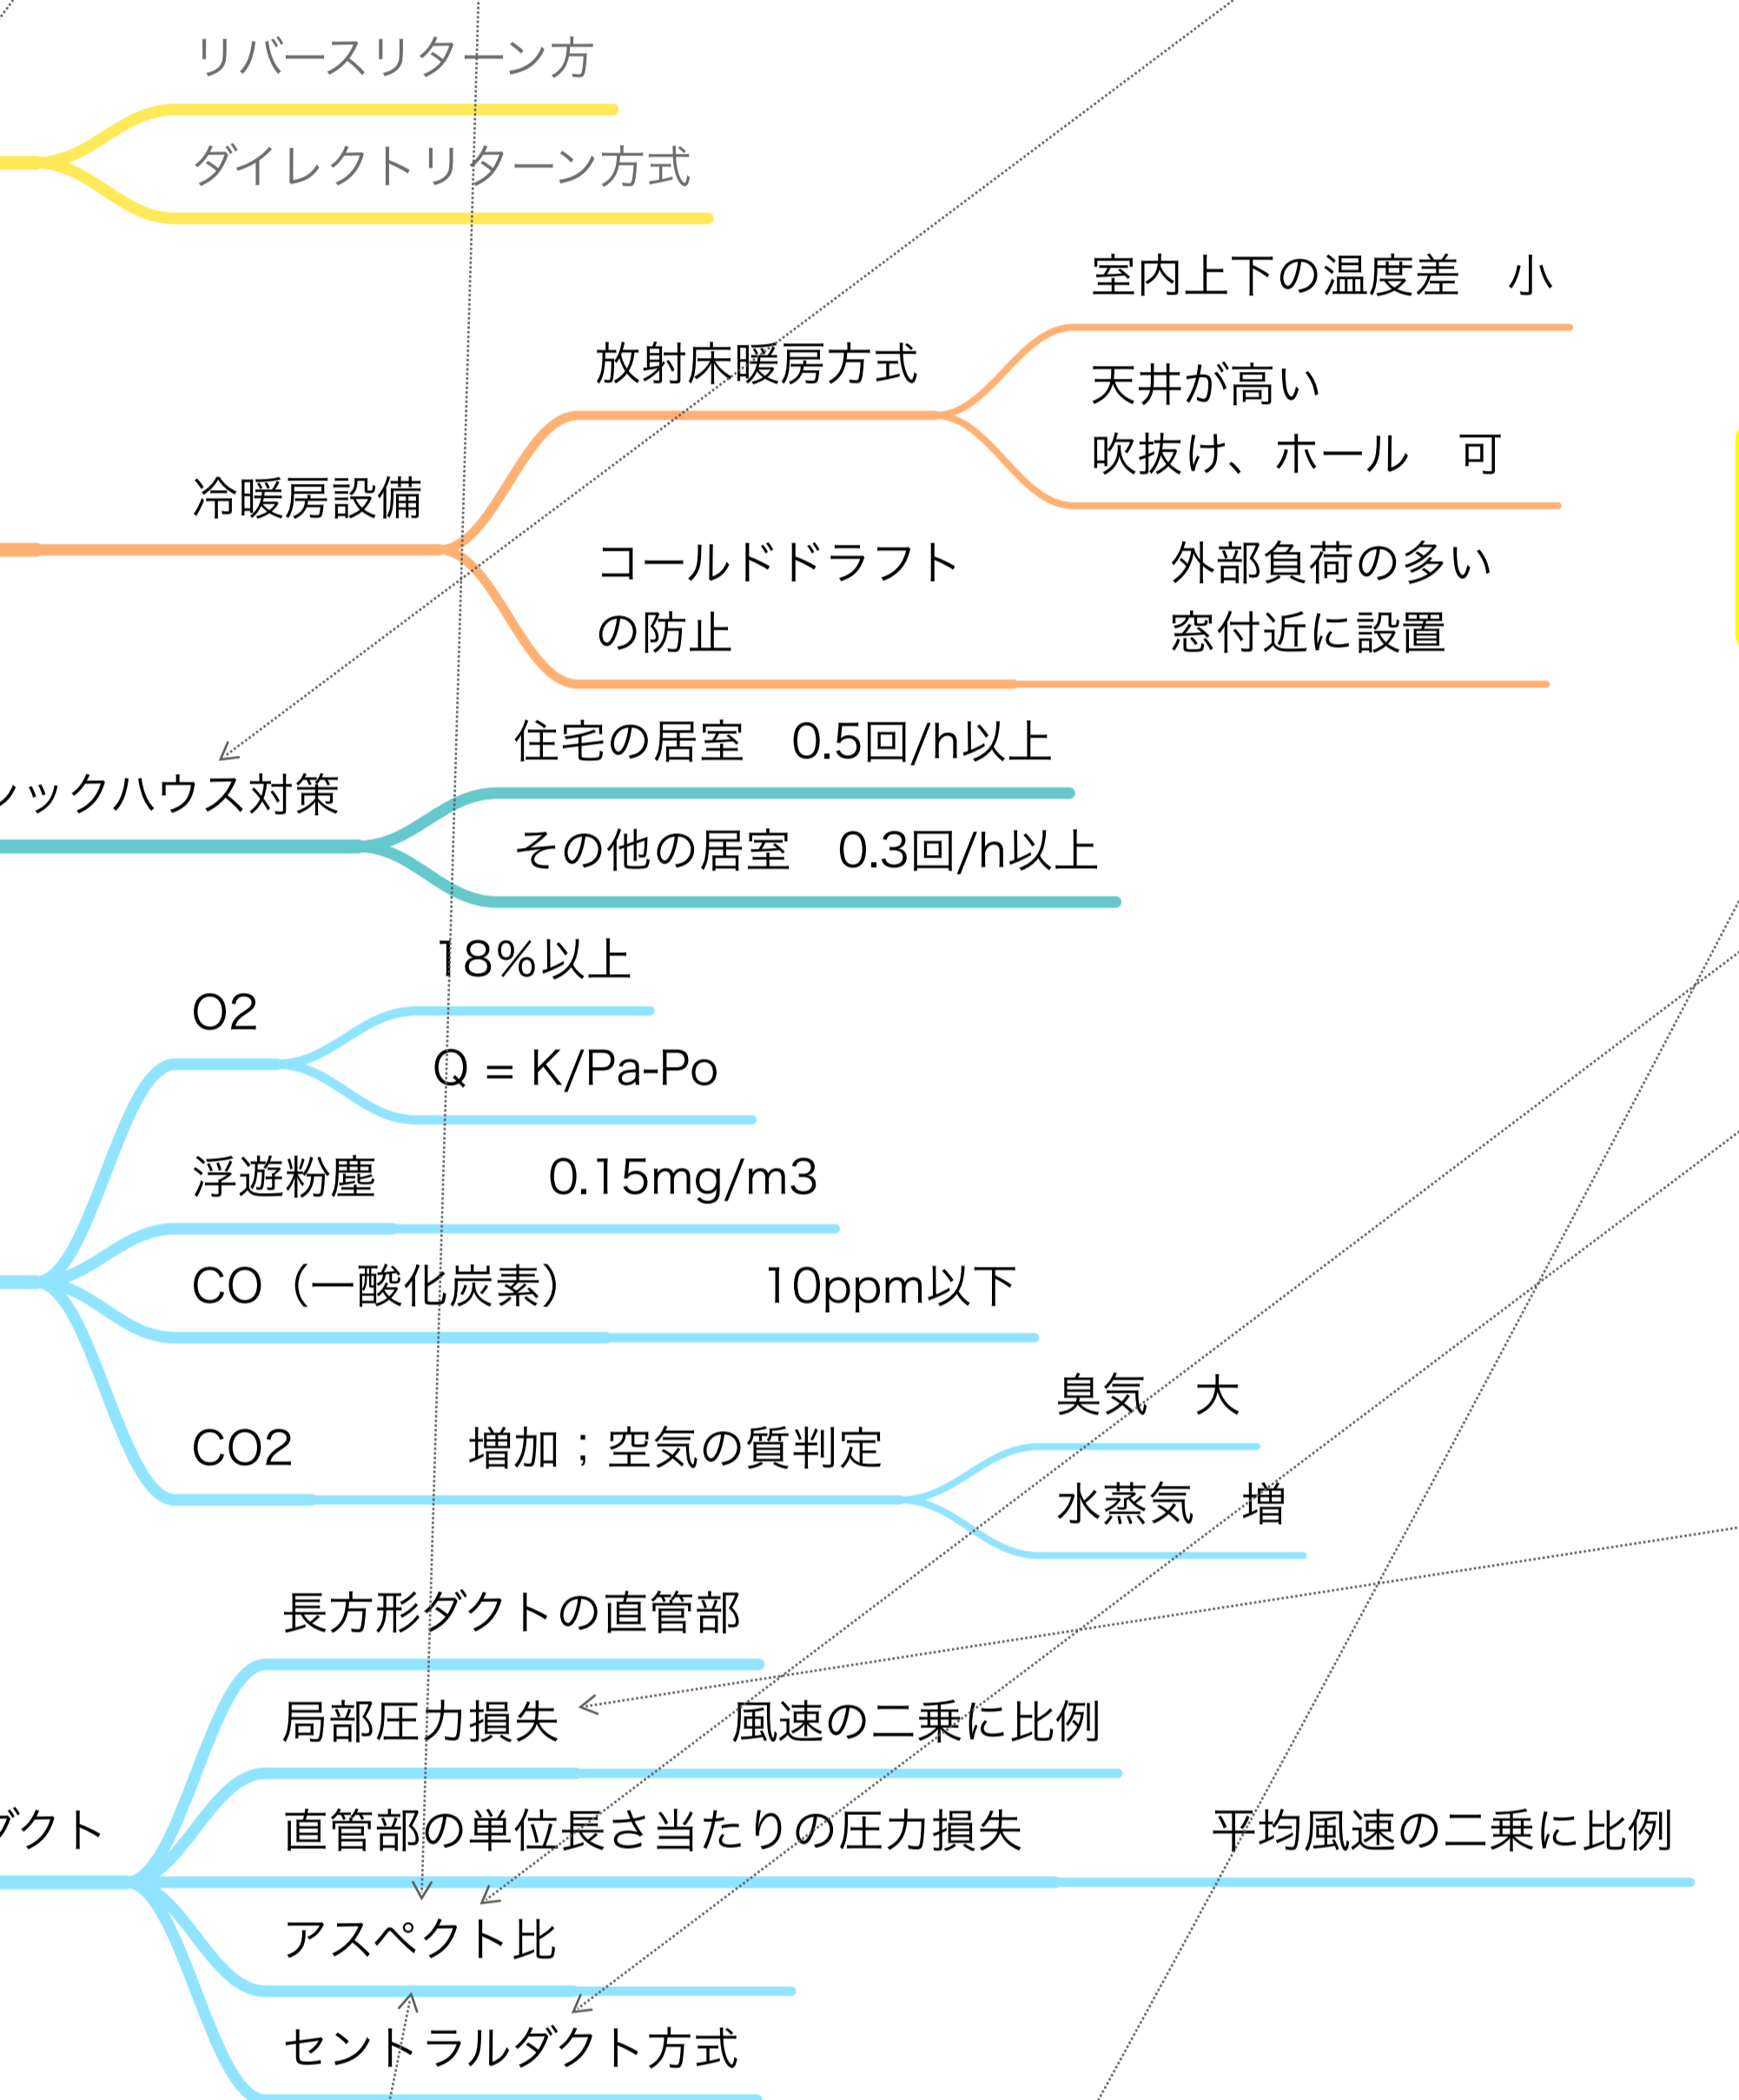 リバースリターン方
ダイレクトリターン方式
室内上下の温度差　小
放射床暖房方式
天井が高い
吹抜け、ホール　可
冷暖房設備
コールドドラフト
の防止
外部負荷の多い
窓付近に設置
住宅の居室　0.5回/h以上
ックハウス対策
その他の居室　0.3回/h以上
18%以上
O2
Q = K/Pa-Po
浮遊粉塵
0.15mg/m3
CO（一酸化炭素）
10ppm以下
臭気　大
CO2
増加；空気の質判定
水蒸気　増
長方形ダクトの直管部
局部圧力損失
風速の二乗に比例
クト
直管部の単位長さ当たりの圧力損失
平均風速の二乗に比例
アスペクト比
セントラルダクト方式